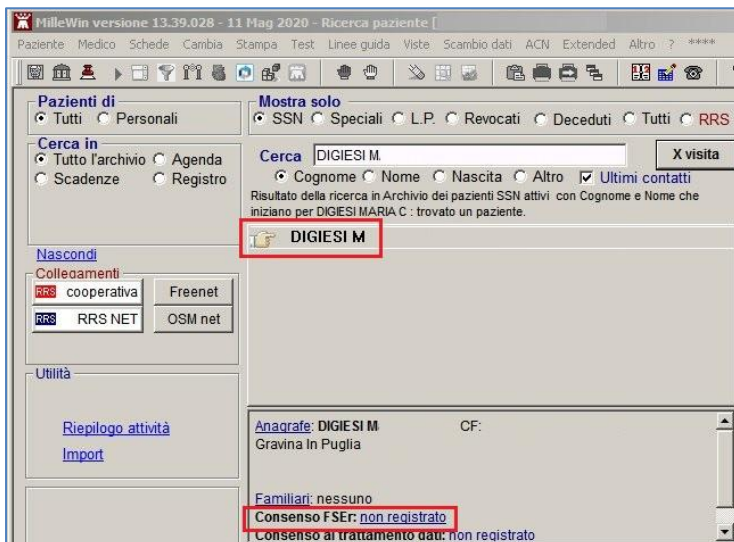 MilleWin versione 13.39.028 - 11 Mag 2020 - Ricerca paziente [
Paziente Medico Schede Cambia Stampa Test Linee guida Viste Scambio dati ACN Extended Altro ? ****
Pazienti di
Tutti Personali
Mostra solo
SSN Speciali L.P. Revocati Deceduti Tutti RRS
Cerca in
Tutto l'archivio Agenda
Scadenze Registro
Cerca DIGIESI M. X visita
Cognome Nome Nascita Altro Ultimi contatti
Risultato della ricerca in Archivio dei pazienti SSN attivi con Cognome e Nome che
iniziano per DIGIESI MARIA C : trovato un paziente.
DIGIESI M
Nascondi
Collegamenti
RRS cooperativa Freenet
RRS RRS NET OSM net
Utilità
Riepilogo attività
Import
Anagrafe: DIGIESI M CF:
Gravina In Puglia
Familiari: nessuno
Consenso FSEr: non registrato
Consenso al trattamento dati: non registrato